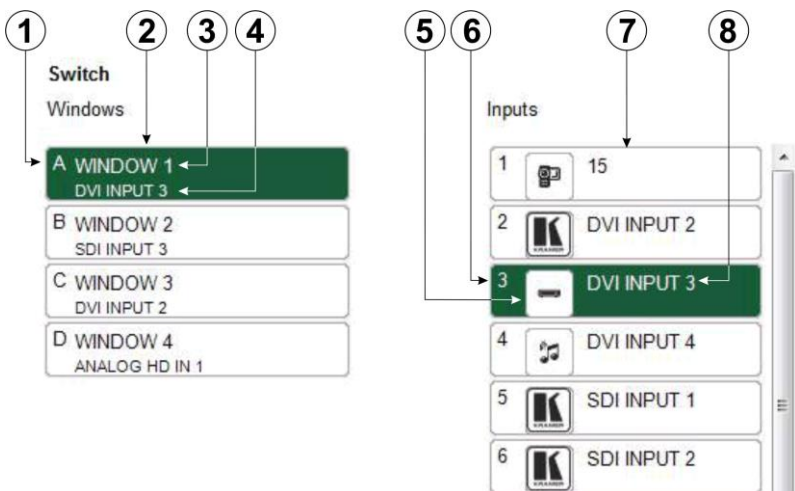 1 2 3 4 5 6 7 8
Switch
Windows
A WINDOW 1
DVI INPUT 3
B WINDOW 2
SDI INPUT 3
C WINDOW 3
DVI INPUT 2
D WINDOW 4
ANALOG HD IN 1
Inputs
1 15
2 K DVI INPUT 2
3 DVI INPUT 3
4 DVI INPUT 4
5 K SDI INPUT 1
6 K SDI INPUT 2